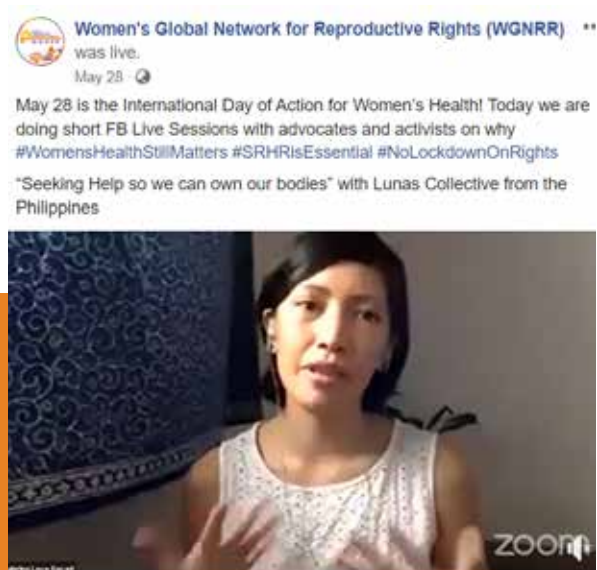 Women's Global Network for Reproductive Rights (WGNRR)
was live.
May 28
May 28 is the International Day of Action for Women's Health! Today we are
doing short FB Live Sessions with advocates and activists on why
#WomensHealthStillMatters #SRHRIsEssential #NoLockdownOnRights
“Seeking Help so we can own our bodies” with Lunas Collective from the
Philippines
zoom